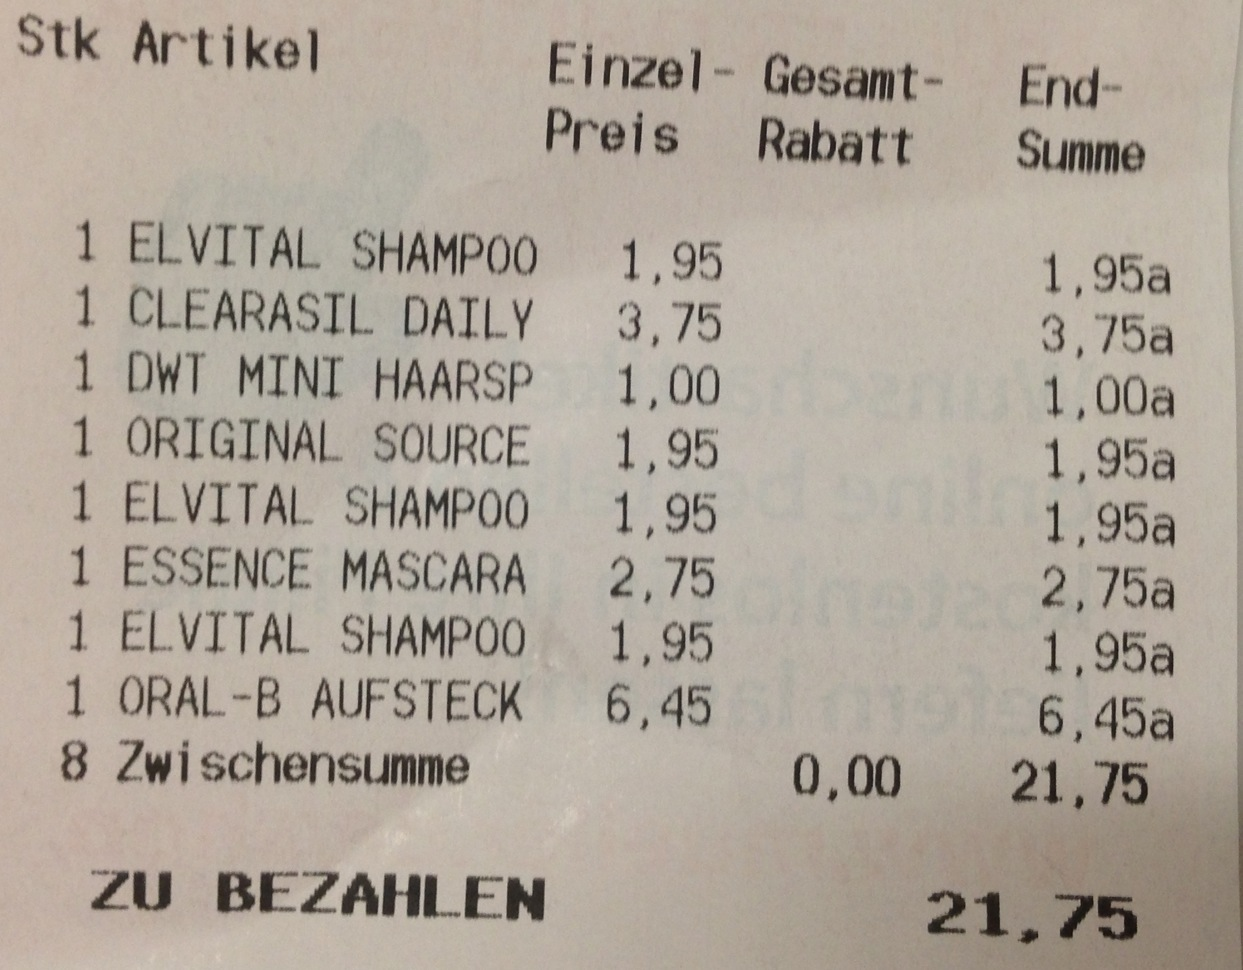 Stk Artikel Einzel- Gesamt- End-
Preis Rabatt Summe
1 ELVITAL SHAMPOO 1,95 1,95a
1 CLEARASIL DAILY 3,75 3,75a
1 DWT MINI HAARSP 1,00 1,00a
1 ORIGINAL SOURCE 1,95 1,95a
1 ELVITAL SHAMPOO 1,95 1,95a
1 ESSENCE MASCARA 2,75 2,75a
1 ELVITAL SHAMPOO 1,95 1,95a
1 ORAL-B AUFSTECK 6,45 6,45a
8 Zwischensumme 0,00 21,75
ZU BEZAHLEN 21,75